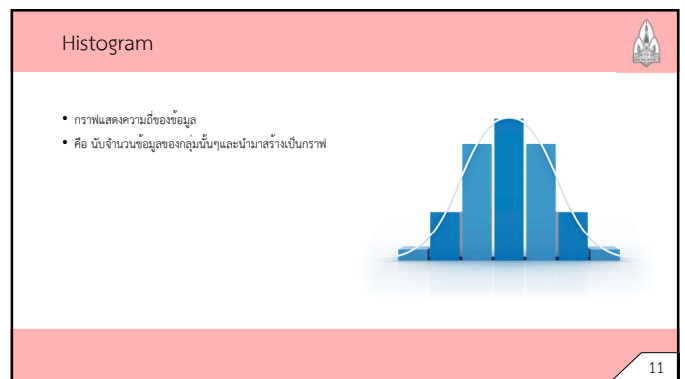 Histogram
• กราฟแสดงความถี่ของข้อมูล
• คือ นับจำนวนข้อมูลของกลุ่มนั้นๆและนำมาสร้างเป็นกราฟ
11